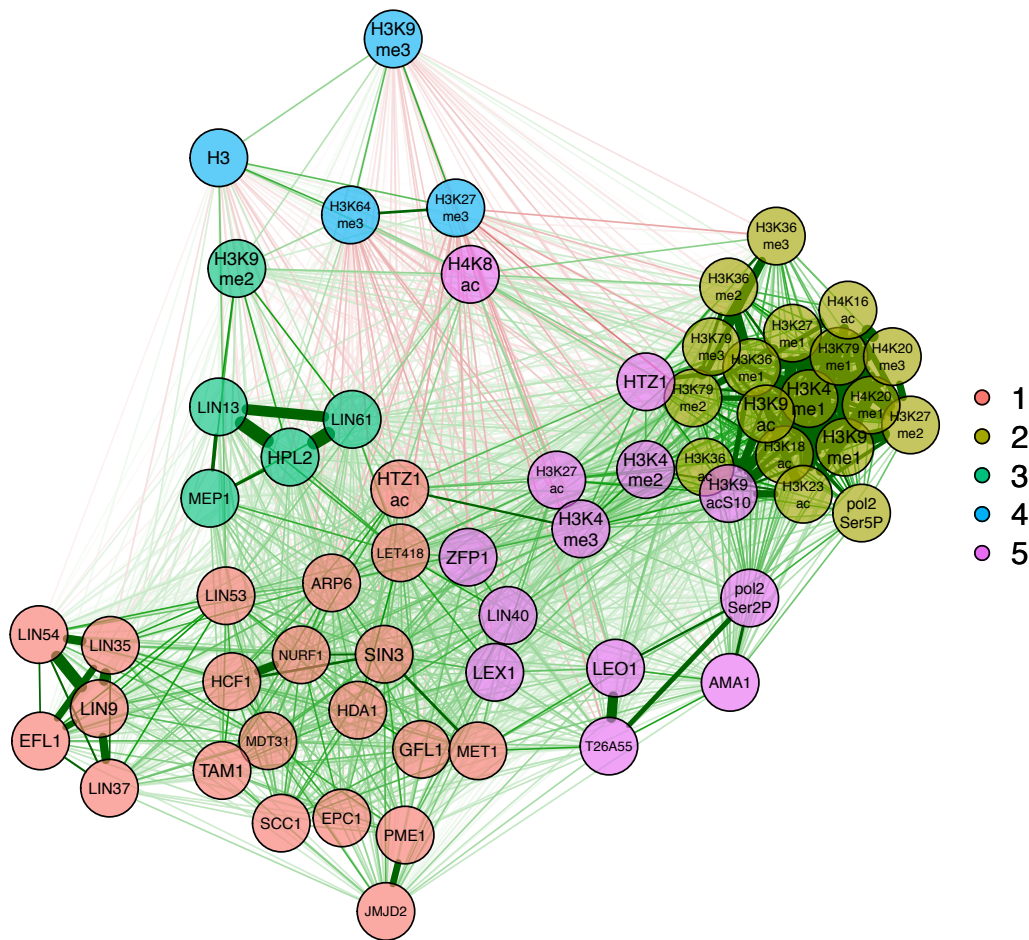 H3K9
me3
H3
H3K64
me3
H3K27
me3
H3K9
me2
H4K8
ac
H3K36
me3
H3K36
me2
H4K16
ac
H3K27
me1
H3K79
me3
H3K79
me1
H4K20
me3
H3K36
me1
HTZ1
H3K79
me2
H3K4
me1
H4K20
me1
H3K9
ac
H3K27
me2
H3K9
me1
H3K18
ac
LIN13
LIN61
HPL2
MEP1
HTZ1
ac
H3K27
ac
H3K4
me2
H3K36
ac
H3K9
acS10
H3K23
ac
pol2
Ser5P
H3K4
me3
LET418
ZFP1
ARP6
LIN53
LIN40
pol2
Ser2P
LIN54
LIN35
NURF1
SIN3
HCF1
LEX1
LEO1
AMA1
LIN9
HDA1
EFL1
MDT31
GFL1
MET1
T26A55
TAM1
LIN37
SCC1
EPC1
PME1
JMJD2
1
2
3
4
5